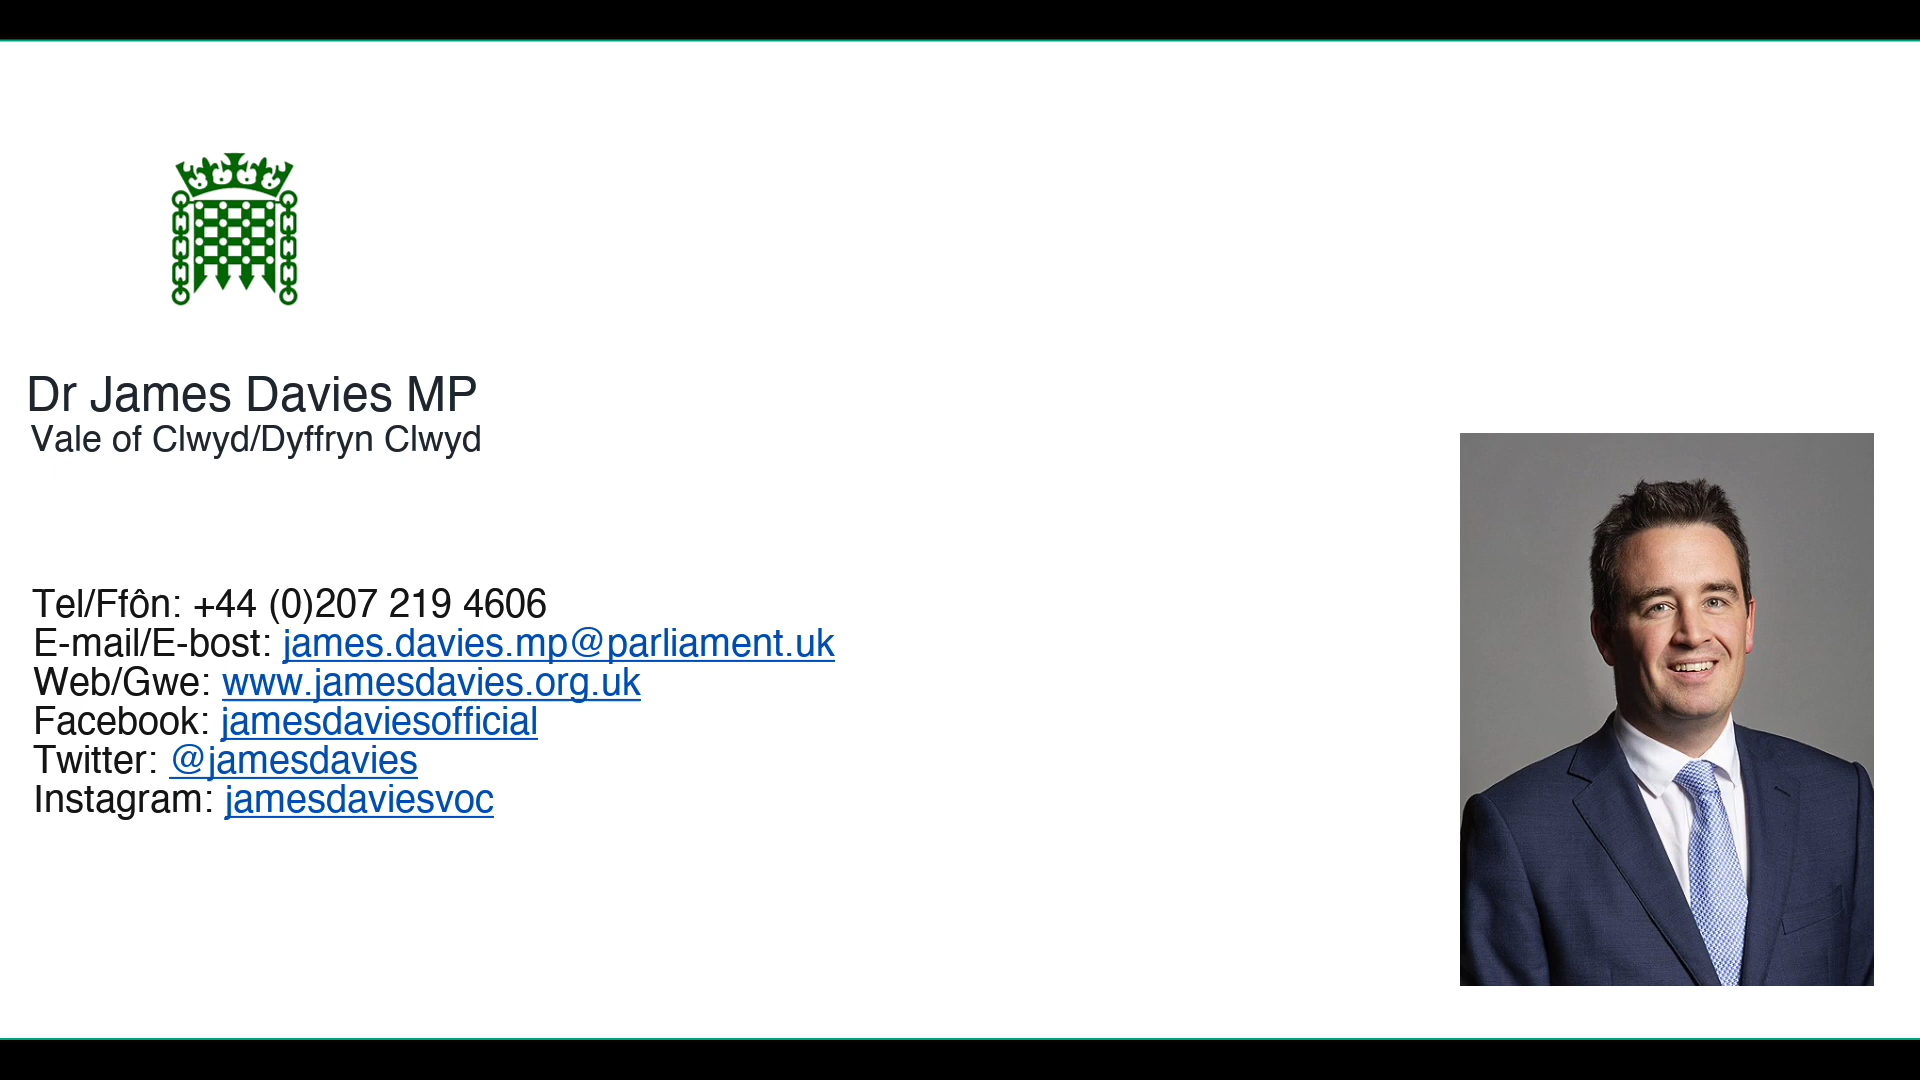 Dr James Davies MP
Vale of Clwyd/Dyffryn Clwyd
Tel/Ffôn: +44 (0)207 219 4606
E-mail/E-bost: james.davies.mp@parliament.uk
Web/Gwe: www.jamesdavies.org.uk
Facebook: jamesdaviesofficial
Twitter: @jamesdavies
Instagram: jamesdaviesvoc